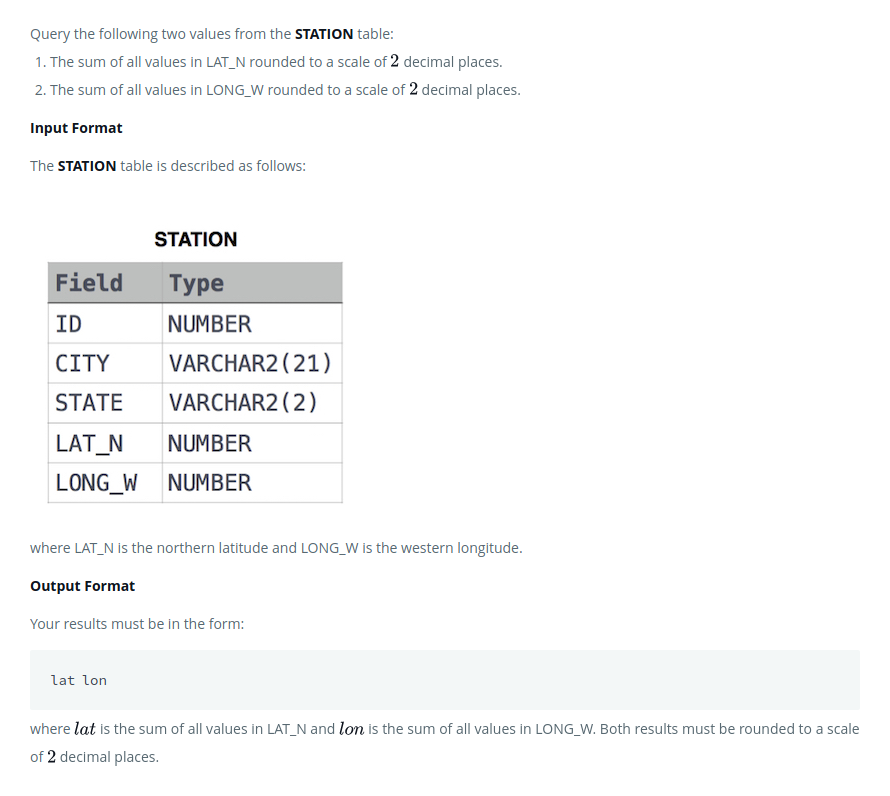 Query the following two values from the STATION table:
1. The sum of all values in LAT_N rounded to a scale of 2 decimal places.
2. The sum of all values in LONG_W rounded to a scale of 2 decimal places.
Input Format
The STATION table is described as follows:
STATION
Field Type
ID NUMBER
CITY VARCHAR2(21)
STATE VARCHAR2(2)
LAT_N NUMBER
LONG_W NUMBER
where LAT_N is the northern latitude and LONG_W is the western longitude.
Output Format
Your results must be in the form:
lat lon
where lat is the sum of all values in LAT_N and lon is the sum of all values in LONG_W. Both results must be rounded to a scale
of 2 decimal places.